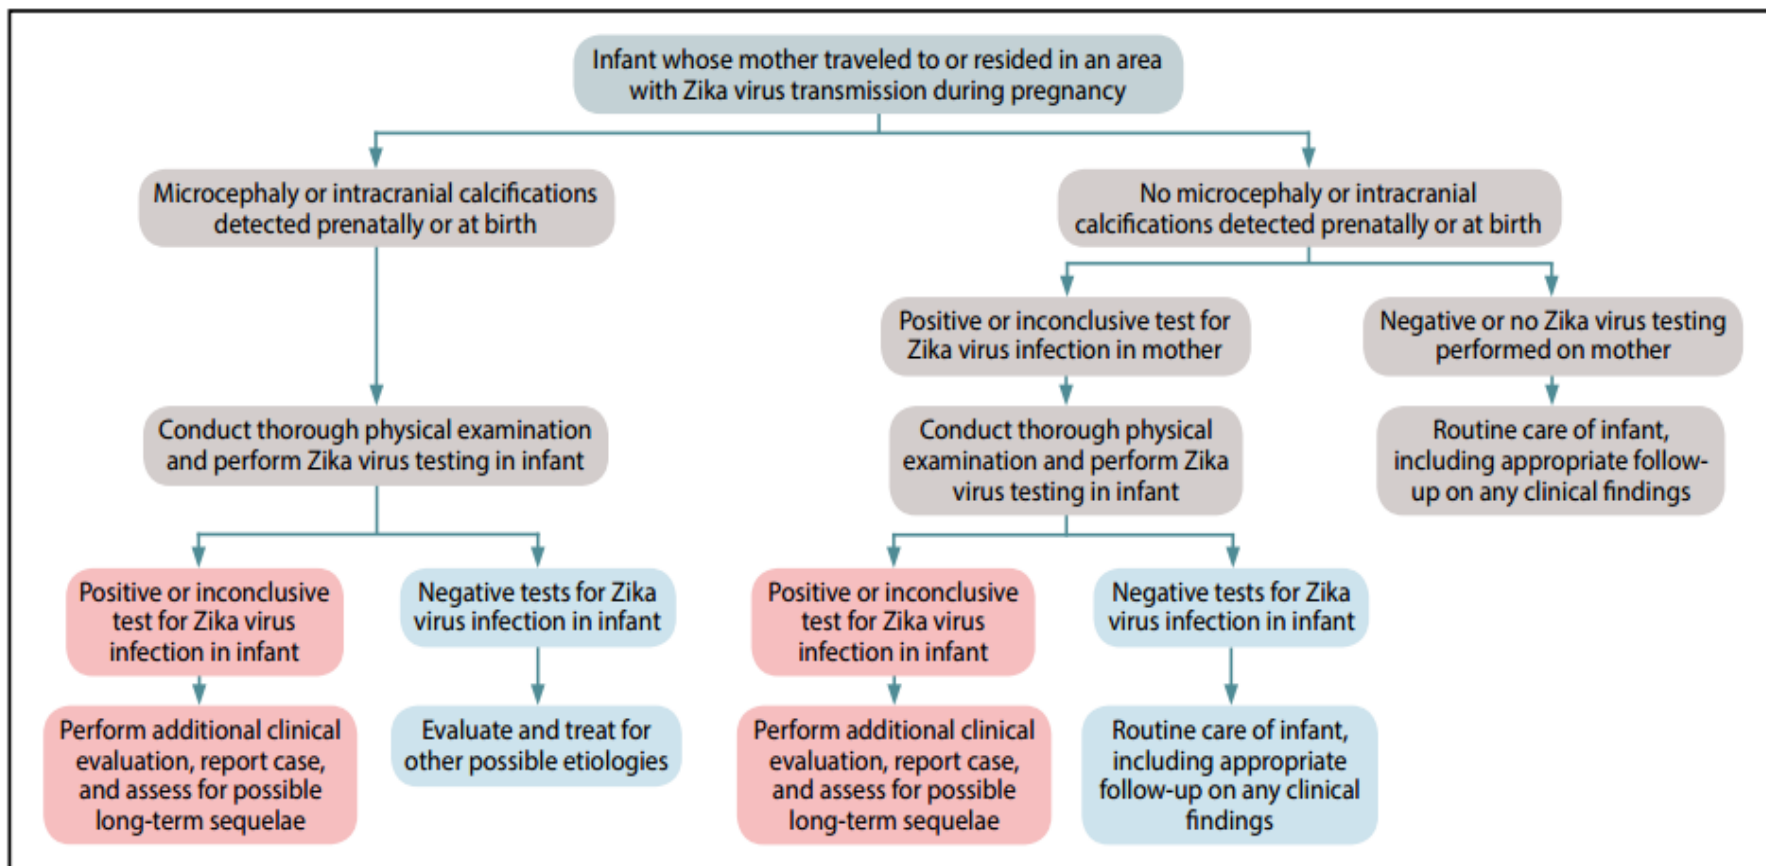 Infant whose mother traveled to or resided in an area
with Zika virus transmission during pregnancy
Microcephaly or intracranial calcifications
detected prenatally or at birth
No microcephaly or intracranial
calcifications detected prenatally or at birth
Positive or inconclusive test for
Zika virus infection in mother
Negative or no Zika virus testing
performed on mother
Conduct thorough physical examination
and perform Zika virus testing in infant
Conduct thorough physical
examination and perform Zika
virus testing in infant
Routine care of infant,
including appropriate follow-
up on any clinical findings
Positive or inconclusive
test for Zika virus
infection in infant
Negative tests for Zika
virus infection in infant
Positive or inconclusive
test for Zika virus
infection in infant
Negative tests for Zika
virus infection in infant
Perform additional clinical
evaluation, report case,
and assess for possible
long-term sequelae
Evaluate and treat for
other possible etiologies
Perform additional clinical
evaluation, report case,
and assess for possible
long-term sequelae
Routine care of infant,
including appropriate
follow-up on any clinical
findings